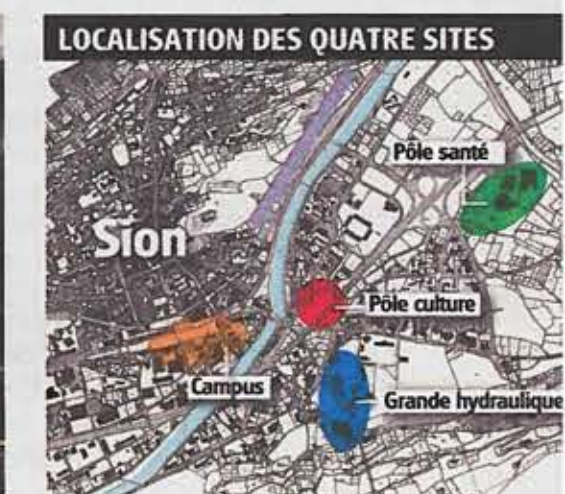 LOCALISATION DES QUATRE SITES
Pôle santé
Sion
Pôle culture
Campus
Grande hydraulique